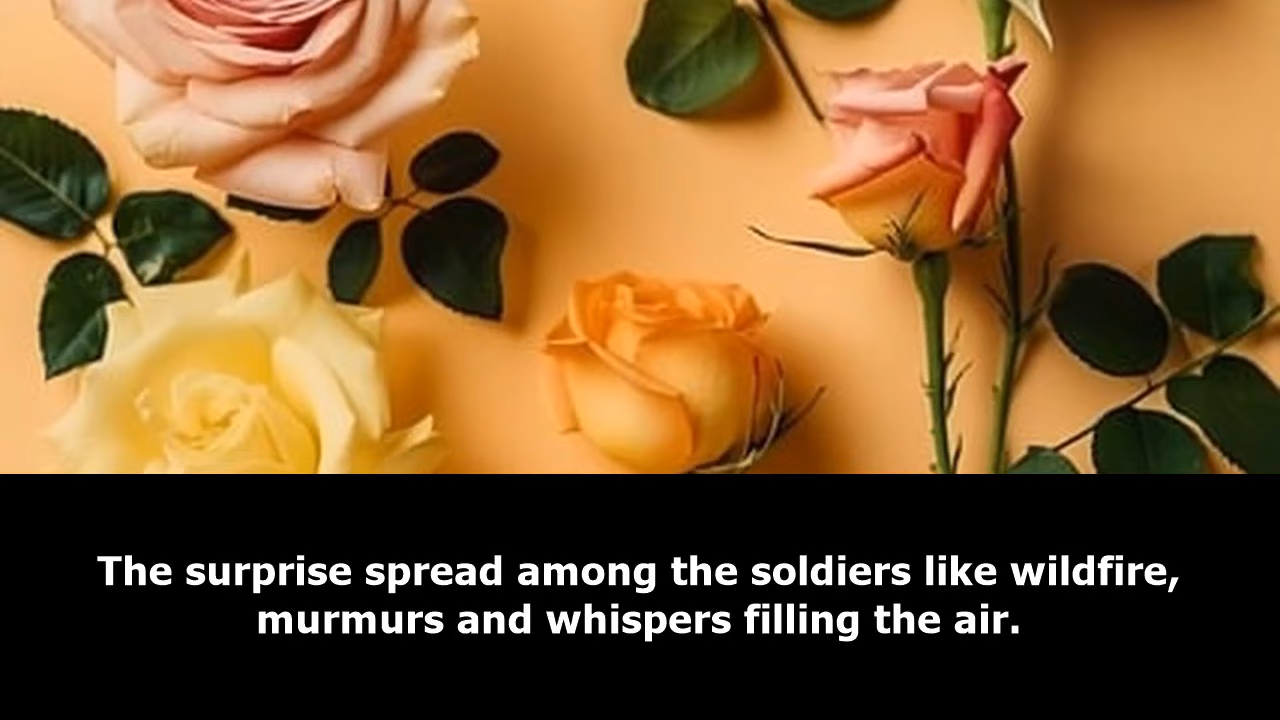 The surprise spread among the soldiers like wildfire,
murmurs and whispers filling the air.